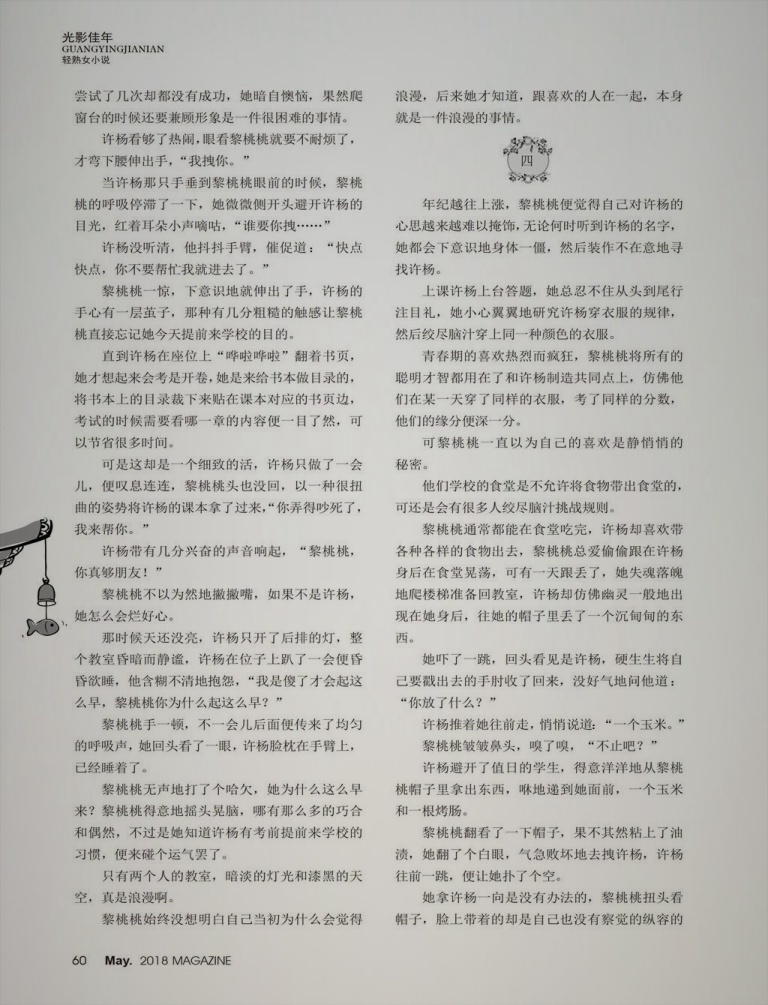 光影佳年
GUANGYINGJIANIAN
轻熟女小说
尝试了几次却都没有成功，她暗自懊恼，果然爬
窗台的时候还要兼顾形象是一件很困难的事情。
许杨看够了热闹，眼看黎桃桃就要不耐烦了，
才弯下腰伸出手，“我拽你。”
当许杨那只手垂到黎桃桃眼前的时候，黎桃
桃的呼吸停滞了一下，她微微侧开头避开许杨的
目光，红着耳朵小声嘀咕，“谁要你拽……”
许杨没听清，他抖抖手臂，催促道：“快点
快点，你不要帮忙我就进去了。”
黎桃桃一惊，下意识地就伸出了手，许杨的
手心有一层茧子，那种有几分粗糙的触感让黎桃
桃直接忘记她今天提前来学校的目的。
直到许杨在座位上“哗啦哗啦”翻着书页，
她才想起来会考是开卷，她是来给书本做目录的，
将书本上的目录裁下来贴在课本对应的书页边，
考试的时候需要看哪一章的内容便一目了然，可
以节省很多时间。
可是这却是一个细致的活，许杨只做了一会
儿，便叹息连连，黎桃桃头也没回，以一种很扭
曲的姿势将许杨的课本拿了过来，“你弄得吵死了，
我来帮你。”
许杨带有几分兴奋的声音响起，“黎桃桃，
你真够朋友！”
黎桃桃不以为然地撇撇嘴，如果不是许杨，
她怎么会烂好心。
那时候天还没亮，许杨只开了后排的灯，整
个教室昏暗而静谧，许杨在位子上趴了一会便昏
昏欲睡，他含糊不清地抱怨，“我是傻了才会起这
么早，黎桃桃你为什么起这么早？”
黎桃桃手一顿，不一会儿后面便传来了均匀
的呼吸声，她回头看了一眼，许杨脸枕在手臂上，
已经睡着了。
黎桃桃无声地打了个哈欠，她为什么这么早
来？黎桃桃得意地摇头晃脑，哪有那么多的巧合
和偶然，不过是她知道许杨有考前提前来学校的
习惯，便来碰个运气罢了。
只有两个人的教室，暗淡的灯光和漆黑的天
空，真是浪漫啊。
黎桃桃始终没想明白自己当初为什么会觉得
浪漫，后来她才知道，跟喜欢的人在一起，本身
就是一件浪漫的事情。
四
年纪越往上涨，黎桃桃便觉得自己对许杨的
心思越来越难以掩饰，无论何时听到许杨的名字，
她都会下意识地身体一僵，然后装作不在意地寻
找许杨。
上课许杨上台答题，她总忍不住从头到尾行
注目礼，她小心翼翼地研究许杨穿衣服的规律，
然后绞尽脑汁穿上同一种颜色的衣服。
青春期的喜欢热烈而疯狂，黎桃桃将所有的
聪明才智都用在了和许杨制造共同点上，仿佛他
们在某一天穿了同样的衣服，考了同样的分数，
他们的缘分便深一分。
可黎桃桃一直以为自己的喜欢是静悄悄的
秘密。
他们学校的食堂是不允许将食物带出食堂的，
可还是会有很多人绞尽脑汁挑战规则。
黎桃桃通常都能在食堂吃完，许杨却喜欢带
各种各样的食物出去，黎桃桃总爱偷偷跟在许杨
身后在食堂晃荡，可有一天跟丢了，她失魂落魄
地爬楼梯准备回教室，许杨却仿佛幽灵一般地出
现在她身后，往她的帽子里丢了一个沉甸甸的东
西。
她吓了一跳，回头看见是许杨，硬生生将自
己要戳出去的手肘收了回来，没好气地问他道：
“你放了什么？”
许杨推着她往前走，悄悄说道：“一个玉米。”
黎桃桃皱皱鼻头，嗅了嗅，“不止吧？”
许杨避开了值日的学生，得意洋洋地从黎桃
桃帽子里拿出东西，咻地递到她面前，一个玉米
和一根烤肠。
黎桃桃翻看了一下帽子，果不其然粘上了油
渍，她翻了个白眼，气急败坏地去拽许杨，许杨
往前一跳，便让她扑了个空。
她拿许杨一向是没有办法的，黎桃桃扭头看
帽子，脸上带着的却是自己也没有察觉的纵容的
60 May. 2018 MAGAZINE